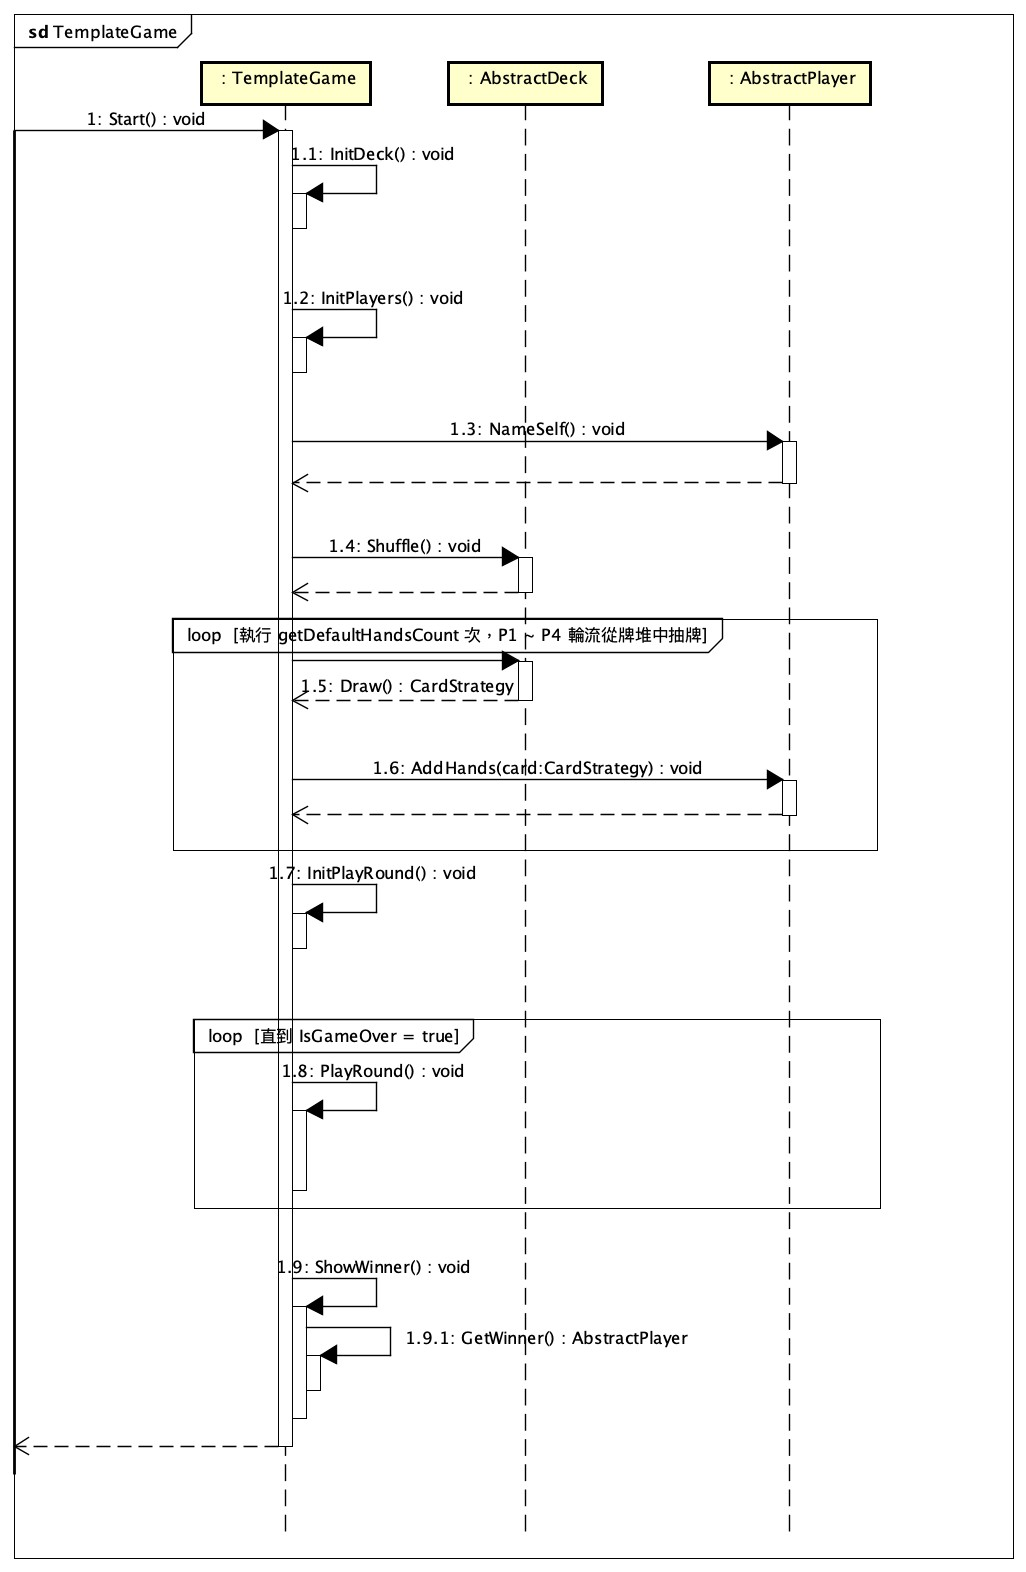 sd TemplateGame
: TemplateGame
: AbstractDeck
: AbstractPlayer
1: Start() : void
1.1: InitDeck() : void
1.2: InitPlayers() : void
1.3: NameSelf() : void
1.4: Shuffle() : void
loop [執行 getDefaultHandsCount 次，P1 ~ P4 輪流從牌堆中抽牌]
1.5: Draw() : CardStrategy
1.6: AddHands(card:CardStrategy) : void
1.7: InitPlayRound() : void
loop [直到 IsGameOver = true]
1.8: PlayRound() : void
1.9: ShowWinner() : void
1.9.1: GetWinner() : AbstractPlayer